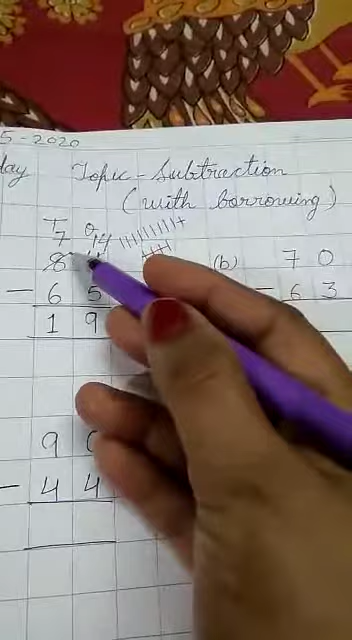 5-2020
day Topic - Subtraction
(with borrowing)
T O
7 14
8
- 6 5
1 9
(b) 7 0
- 6 3
9 0
- 4 4